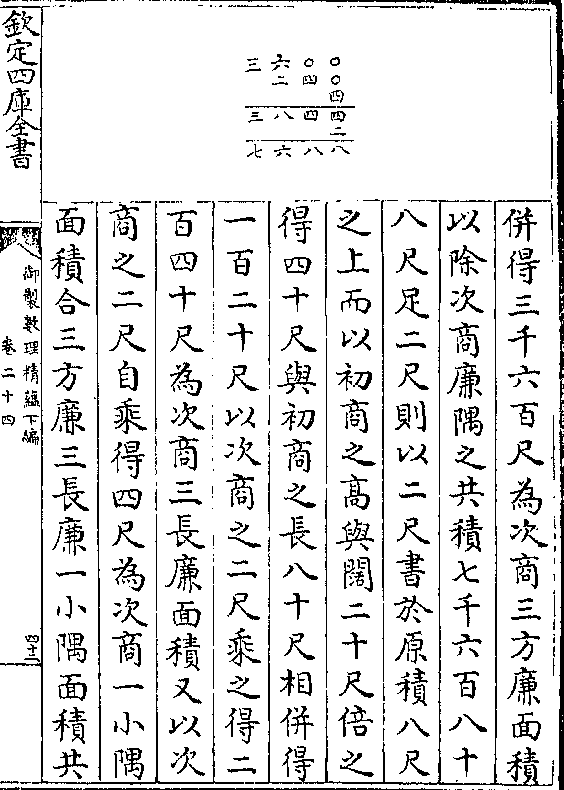 三六〇〇
二四〇
四
三八四四
二
七六八八
併得三千六百尺為次商三方廉面積
以除次商廉隅之共積七千六百八十
八尺足二尺則以二尺書於原積八尺
之上而以初商之髙與闊二十尺倍之
得四十尺與初商之長八十尺相併得
一百二十尺以次商之二尺乘之得二
百四十尺為次商三長廉面積又以次
商之二尺自乘得四尺為次商一小隅
面積合三方廉三長廉一小隅面積共
欽定四庫全書
御製數理精蘊下編
卷二十四